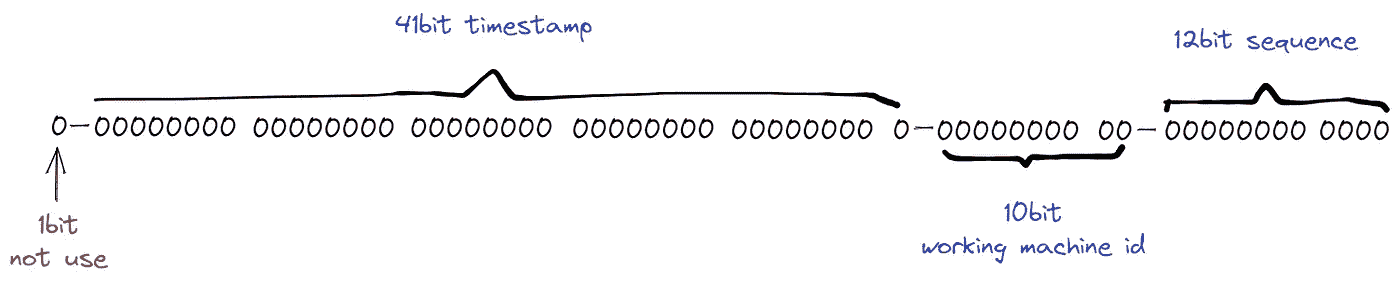 41bit timestamp
12bit sequence
0-00000000 00000000 00000000 00000000 00000000 0-00000000 00-00000000 0000
1bit
not use
10bit
working machine id